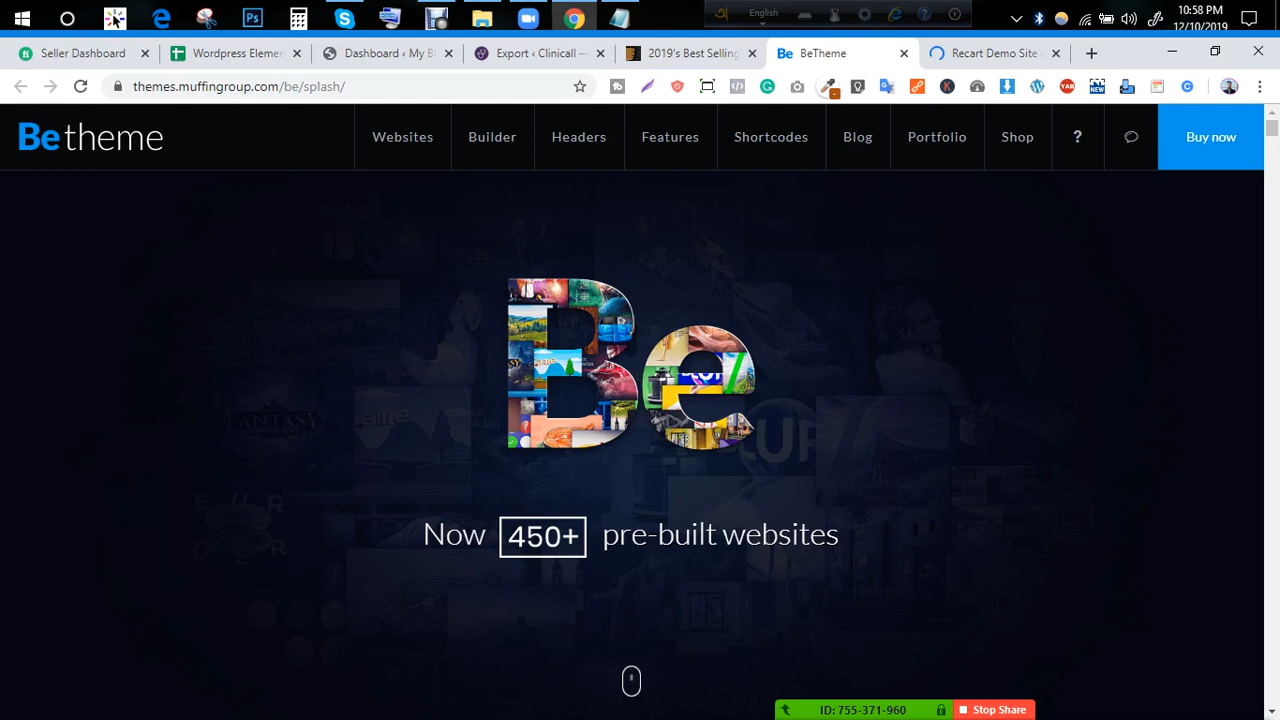 English
10:58 PM
12/10/2019
Seller Dashboard
Wordpress Elemen
Dashboard ‹ My B
Export ‹ Clinicall —
2019's Best Selling
BeTheme
Recart Demo Site
themes.muffingroup.com/be/splash/
Betheme
Websites
Builder
Headers
Features
Shortcodes
Blog
Portfolio
Shop
?
Buy now
Be
Now 450+ pre-built websites
ID: 755-371-960
Stop Share